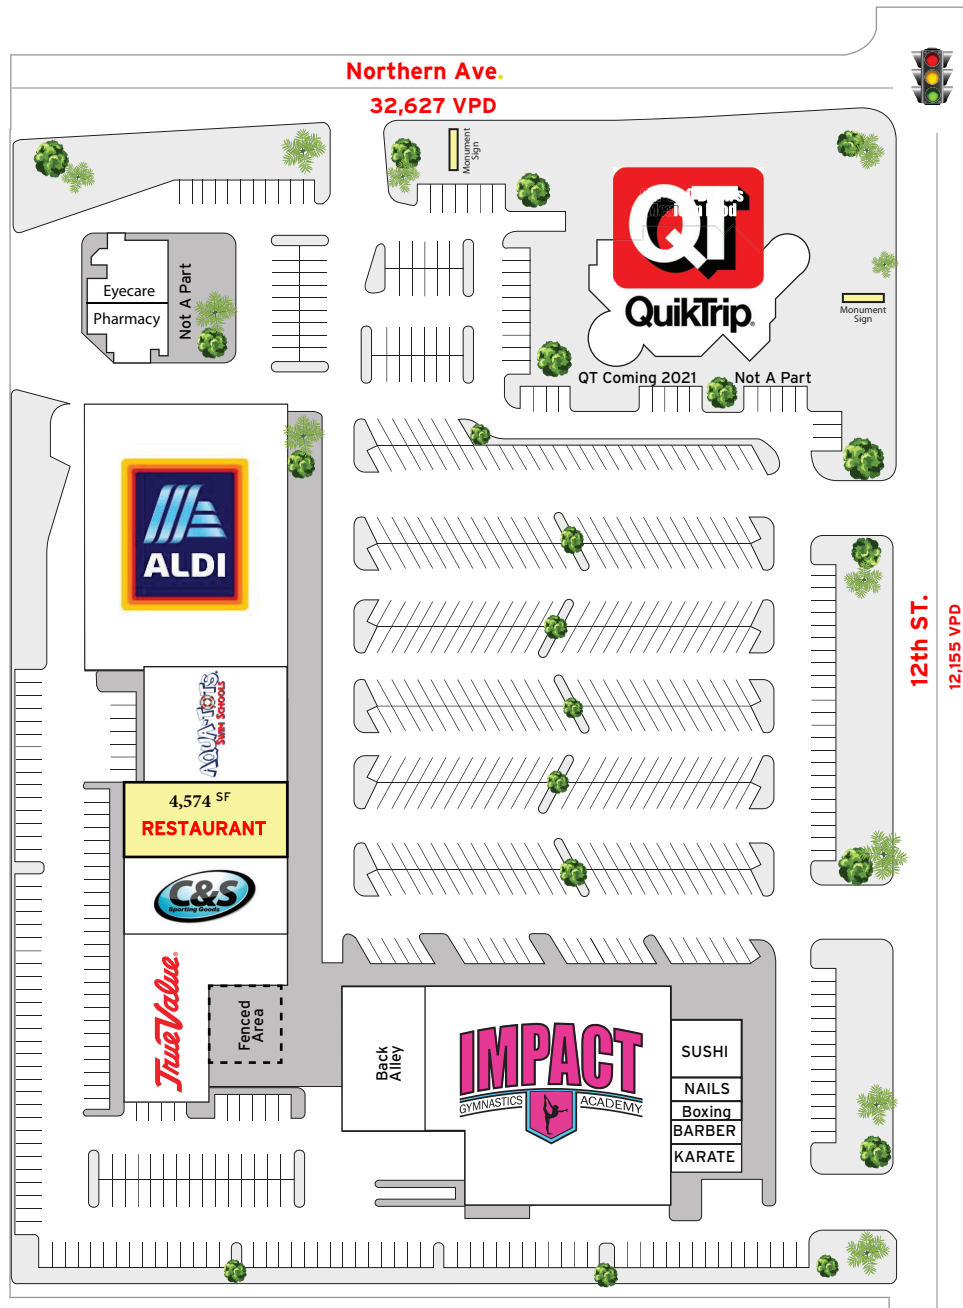 Northern Ave.
32,627 VPD
Monument
Sign
QT
QuikTrip.
Monument
Sign
QT Coming 2021
Not A Part
Eyecare
Pharmacy
Not A Part
ALDI
12th ST.
12,155 VPD
AQUA-TOTS
SWIM SCHOOLS
4,574 SF
RESTAURANT
C&S
Sporting Goods
True Value®
Fenced
Area
Back
Alley
IMPACT
GYMNASTICS ACADEMY
SUSHI
NAILS
Boxing
BARBER
KARATE